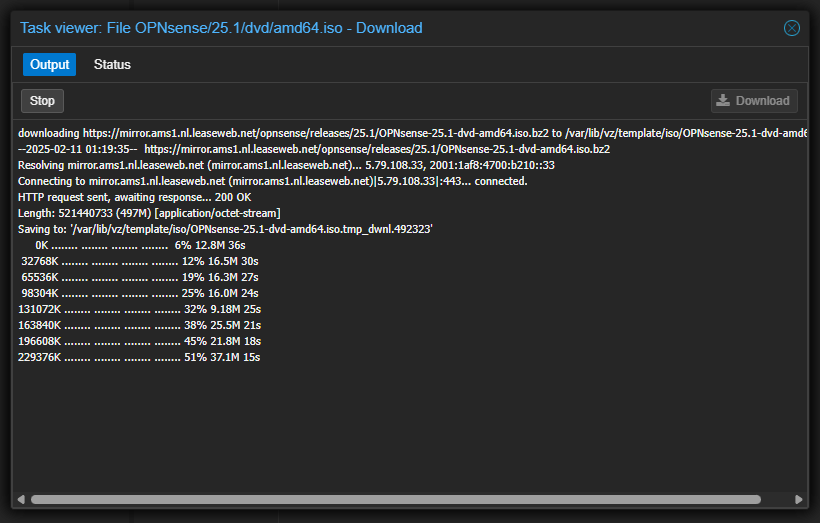 Task viewer: File OPNsense/25.1/dvd/amd64.iso - Download
Output Status
Stop Download
downloading https://mirror.ams1.nl.leaseweb.net/opnsense/releases/25.1/OPNsense-25.1-dvd-amd64.iso.bz2 to /var/lib/vz/template/iso/OPNsense-25.1-dvd-amd6
--2025-02-11 01:19:35-- https://mirror.ams1.nl.leaseweb.net/opnsense/releases/25.1/OPNsense-25.1-dvd-amd64.iso.bz2
Resolving mirror.ams1.nl.leaseweb.net (mirror.ams1.nl.leaseweb.net)... 5.79.108.33, 2001:1af8:4700:b210::33
Connecting to mirror.ams1.nl.leaseweb.net (mirror.ams1.nl.leaseweb.net)|5.79.108.33|:443... connected.
HTTP request sent, awaiting response... 200 OK
Length: 521440733 (497M) [application/octet-stream]
Saving to: '/var/lib/vz/template/iso/OPNsense-25.1-dvd-amd64.iso.tmp_dwnl.492323'
0K ........ ........ ........ ........ 6% 12.8M 36s
32768K ........ ........ ........ ........ 12% 16.5M 30s
65536K ........ ........ ........ ........ 19% 16.3M 27s
98304K ........ ........ ........ ........ 25% 16.0M 24s
131072K ........ ........ ........ ........ 32% 9.18M 25s
163840K ........ ........ ........ ........ 38% 25.5M 21s
196608K ........ ........ ........ ........ 45% 21.8M 18s
229376K ........ ........ ........ ........ 51% 37.1M 15s